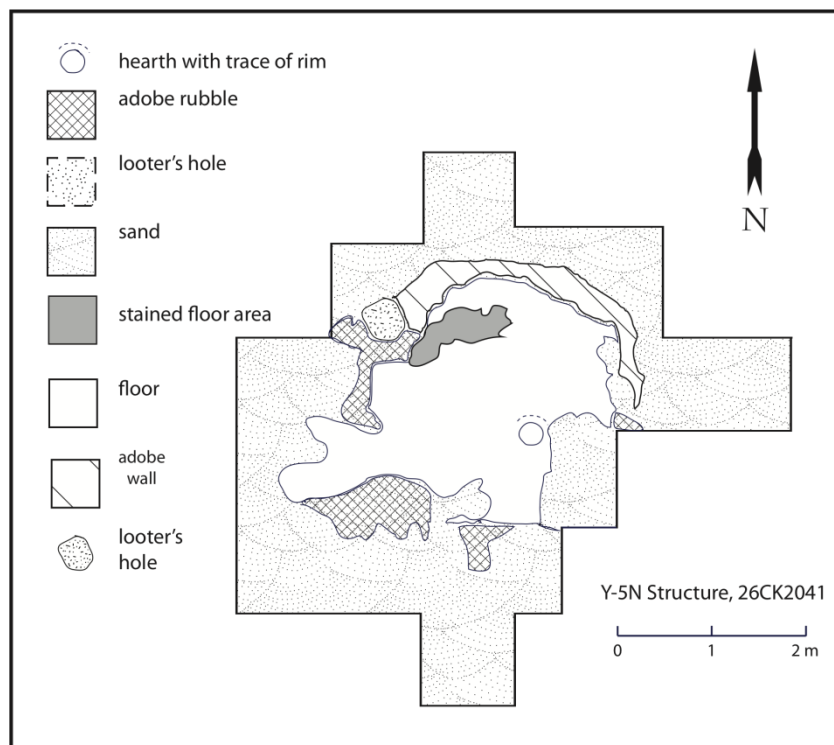 hearth with trace of rim
adobe rubble
looter's hole
sand
stained floor area
floor
adobe
wall
looter's
hole
N
Y-5N Structure, 26CK2041
0 1 2 m